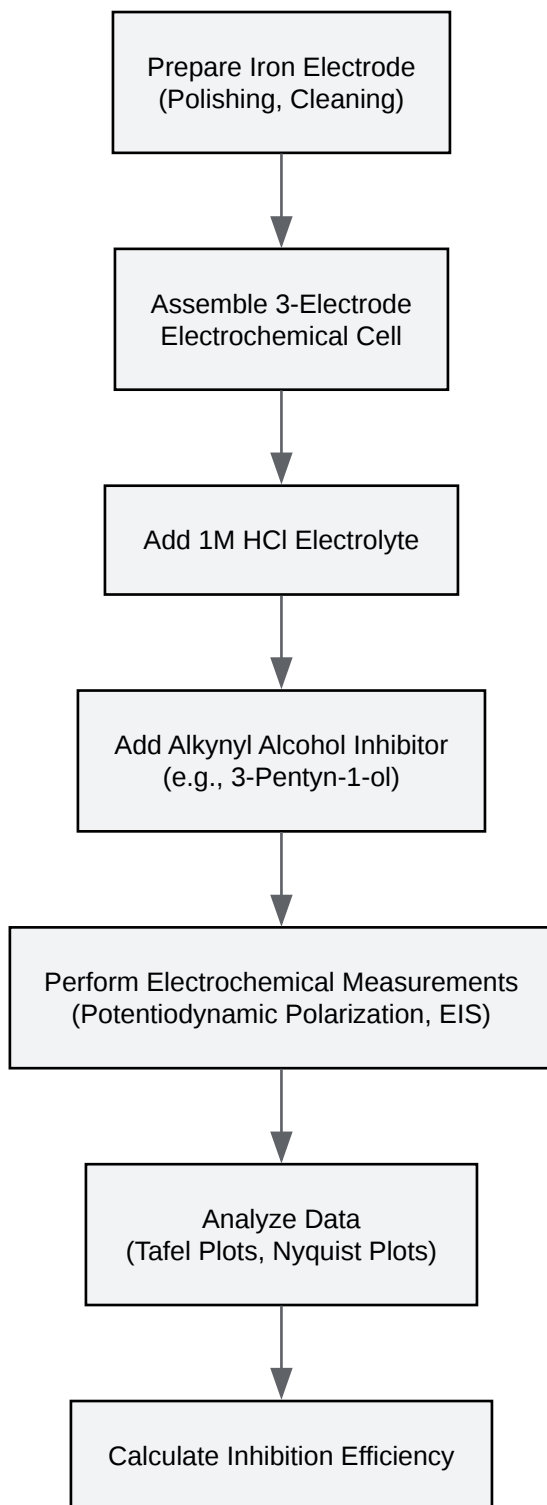 Prepare Iron Electrode
(Polishing, Cleaning)
Assemble 3-Electrode
Electrochemical Cell
Add 1M HCl Electrolyte
Add Alkynyl Alcohol Inhibitor
(e.g., 3-Pentyn-1-ol)
Perform Electrochemical Measurements
(Potentiodynamic Polarization, EIS)
Analyze Data
(Tafel Plots, Nyquist Plots)
Calculate Inhibition Efficiency